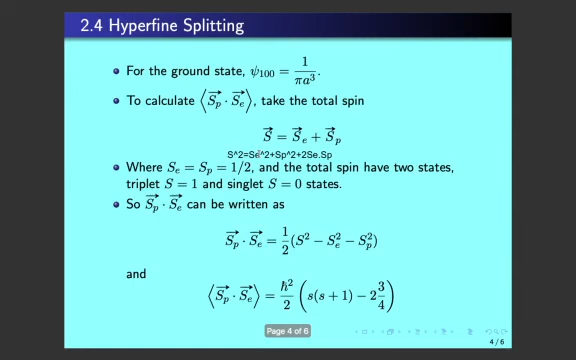 2.4 Hyperfine Splitting
For the ground state, ψ₁₀₀ = 1/(πa³).
To calculate ⟨S⃗ₚ · S⃗ₑ⟩, take the total spin
S⃗ = S⃗ₑ + S⃗ₚ
S^2=Se^2+Sp^2+2Se.Sp
Where Sₑ = Sₚ = 1/2, and the total spin have two states,
triplet S = 1 and singlet S = 0 states.
So S⃗ₚ · S⃗ₑ can be written as
S⃗ₚ · S⃗ₑ = 1/2 (S² − Sₑ² − Sₚ²)
and
⟨S⃗ₚ · S⃗ₑ⟩ = ℏ²/2 (s(s + 1) − 2 3/4)
Page 4 of 6
4 / 6